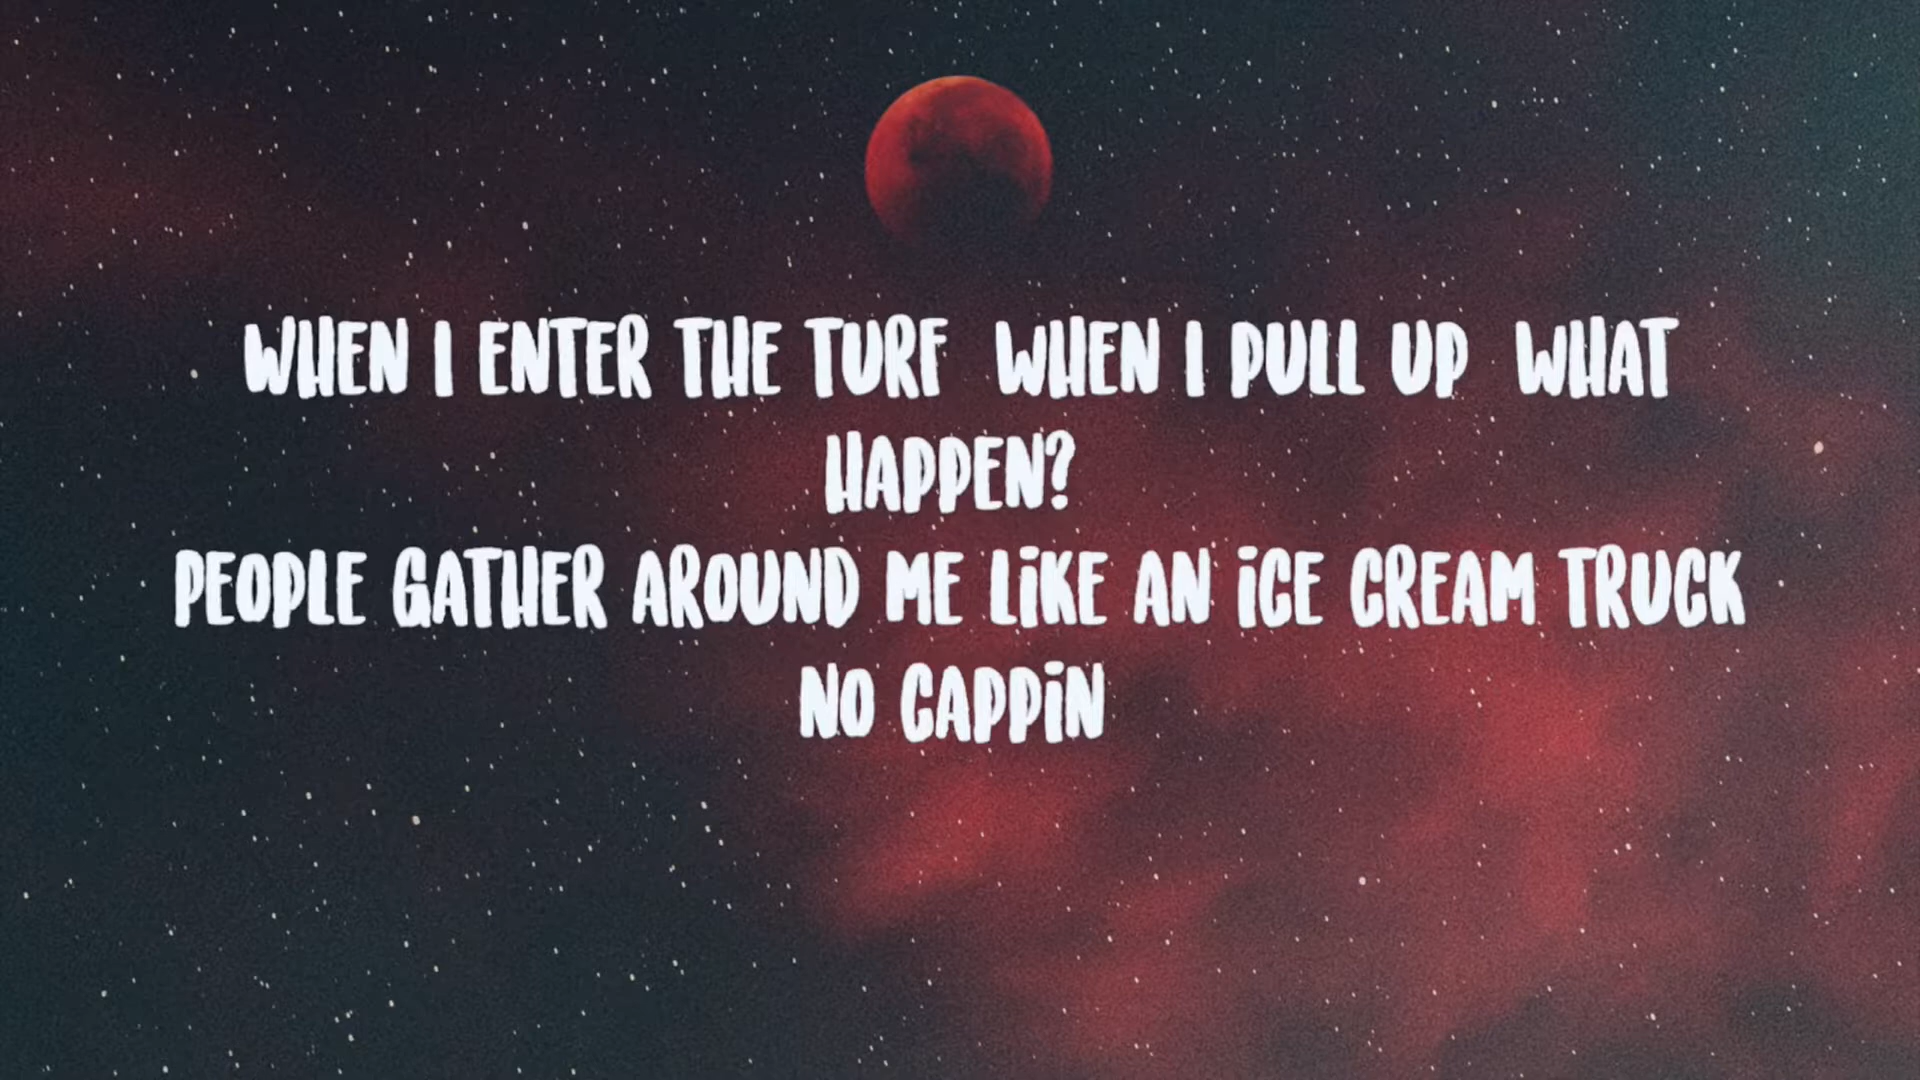 WHEN I ENTER THE TURF  WHEN I PULL UP  WHAT
HAPPEN?
PEOPLE GATHER AROUND ME LiKE AN iCE CREAM TRUCK
NO CAPPiN